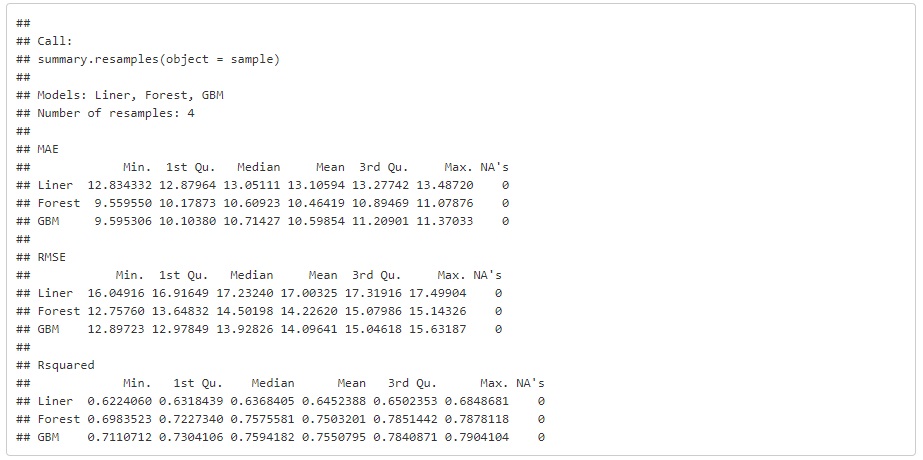 ##
## Call:
## summary.resamples(object = sample)
##
## Models: Liner, Forest, GBM
## Number of resamples: 4
##
## MAE
##             Min.  1st Qu.   Median     Mean  3rd Qu.     Max. NA's
## Liner  12.834332 12.87964 13.05111 13.10594 13.27742 13.48720    0
## Forest  9.559550 10.17873 10.60923 10.46419 10.89469 11.07876    0
## GBM     9.595306 10.10380 10.71427 10.59854 11.20901 11.37033    0
##
## RMSE
##            Min.  1st Qu.   Median     Mean  3rd Qu.     Max. NA's
## Liner  16.04916 16.91649 17.23240 17.00325 17.31916 17.49904    0
## Forest 12.75760 13.64832 14.50198 14.22620 15.07986 15.14326    0
## GBM    12.89723 12.97849 13.92826 14.09641 15.04618 15.63187    0
##
## Rsquared
##             Min.   1st Qu.    Median      Mean   3rd Qu.      Max. NA's
## Liner  0.6224060 0.6318439 0.6368405 0.6452388 0.6502353 0.6848681    0
## Forest 0.6983523 0.7227340 0.7575581 0.7503201 0.7851442 0.7878118    0
## GBM    0.7110712 0.7304106 0.7594182 0.7550795 0.7840871 0.7904104    0